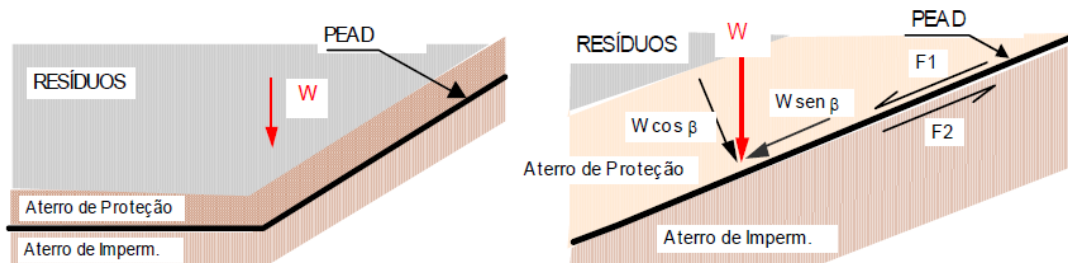 PEAD
RESÍDUOS
W
Aterro de Proteção
Aterro de Imperm.
PEAD
W
RESÍDUOS
F1
W sen β
W cos β
F2
Aterro de Proteção
Aterro de Imperm.